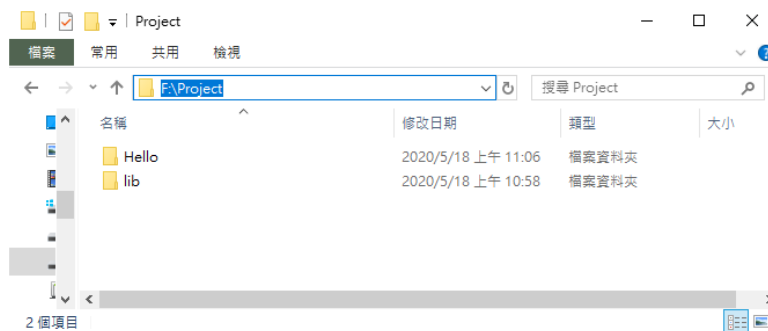 Project
檔案 常用 共用 檢視
F:\Project 搜尋 Project
名稱 修改日期 類型 大小
Hello 2020/5/18 上午 11:06 檔案資料夾
lib 2020/5/18 上午 10:58 檔案資料夾
2 個項目